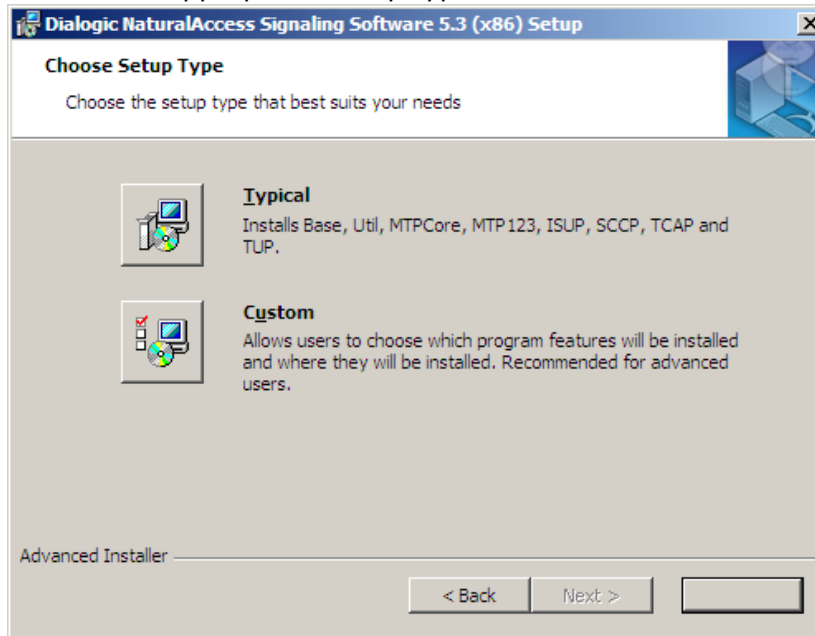 Dialogic NaturalAccess Signaling Software 5.3 (x86) Setup
Choose Setup Type
Choose the setup type that best suits your needs
Typical
Installs Base, Util, MTPCore, MTP123, ISUP, SCCP, TCAP and
TUP.
Custom
Allows users to choose which program features will be installed
and where they will be installed. Recommended for advanced
users.
Advanced Installer
< Back Next >